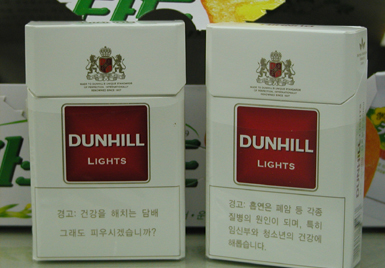 DUNHILL
LIGHTS
경고: 건강을 해치는 담배
그래도 피우시겠습니까?
DUNHILL
LIGHTS
경고: 흡연은 폐암 등 각종
질병의 원인이 되며, 특히
임신부와 청소년의 건강에
해롭습니다.